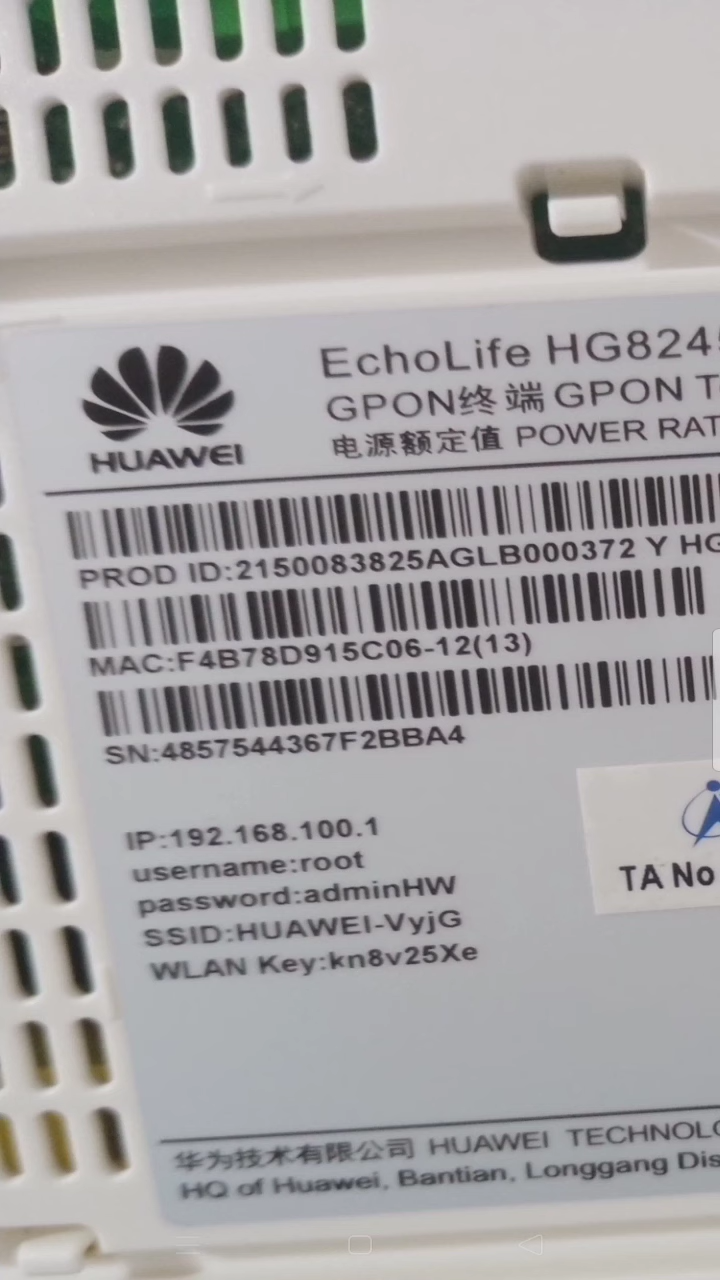 HUAWEI
EchoLife HG824
GPON终端 GPON T
电源额定值 POWER RAT
PROD ID:2150083825AGLB000372 Y HG
MAC:F4B78D915C06-12(13)
SN:4857544367F2BBA4
IP:192.168.100.1
username:root
password:adminHW
SSID:HUAWEI-VyjG
WLAN Key:kn8v25Xe
TA No
华为技术有限公司 HUAWEI TECHNOLO
HQ of Huawei, Bantian, Longgang Dis